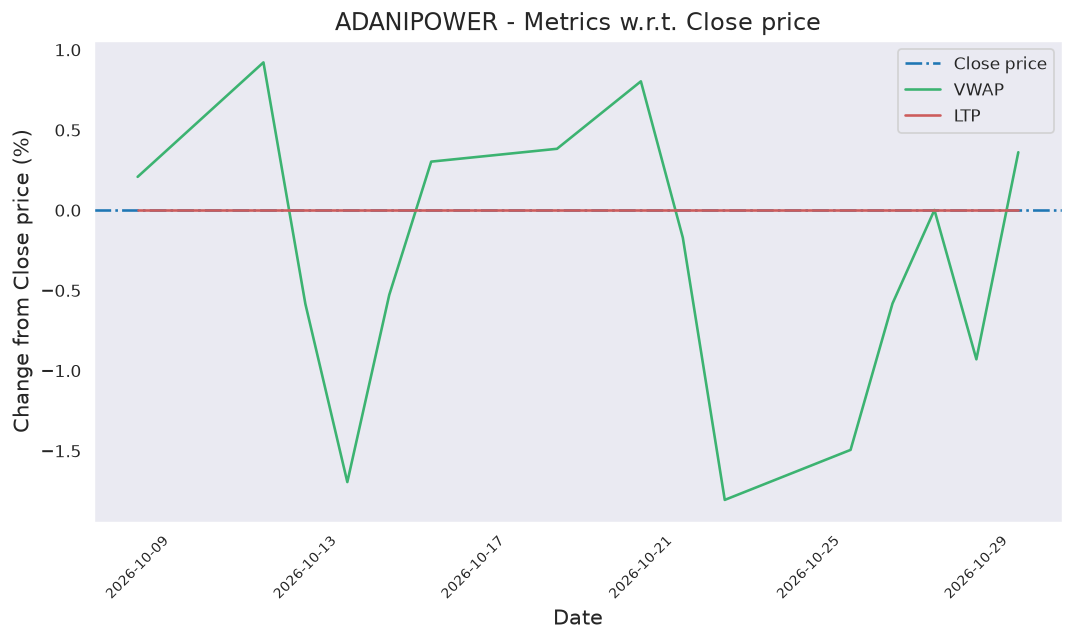 ADANIPOWER - Metrics w.r.t. Close price
Close price
VWAP
LTP
Change from Close price (%)
1.0
0.5
0.0
−0.5
−1.0
−1.5
2026-10-09
2026-10-13
2026-10-17
2026-10-21
2026-10-25
2026-10-29
Date